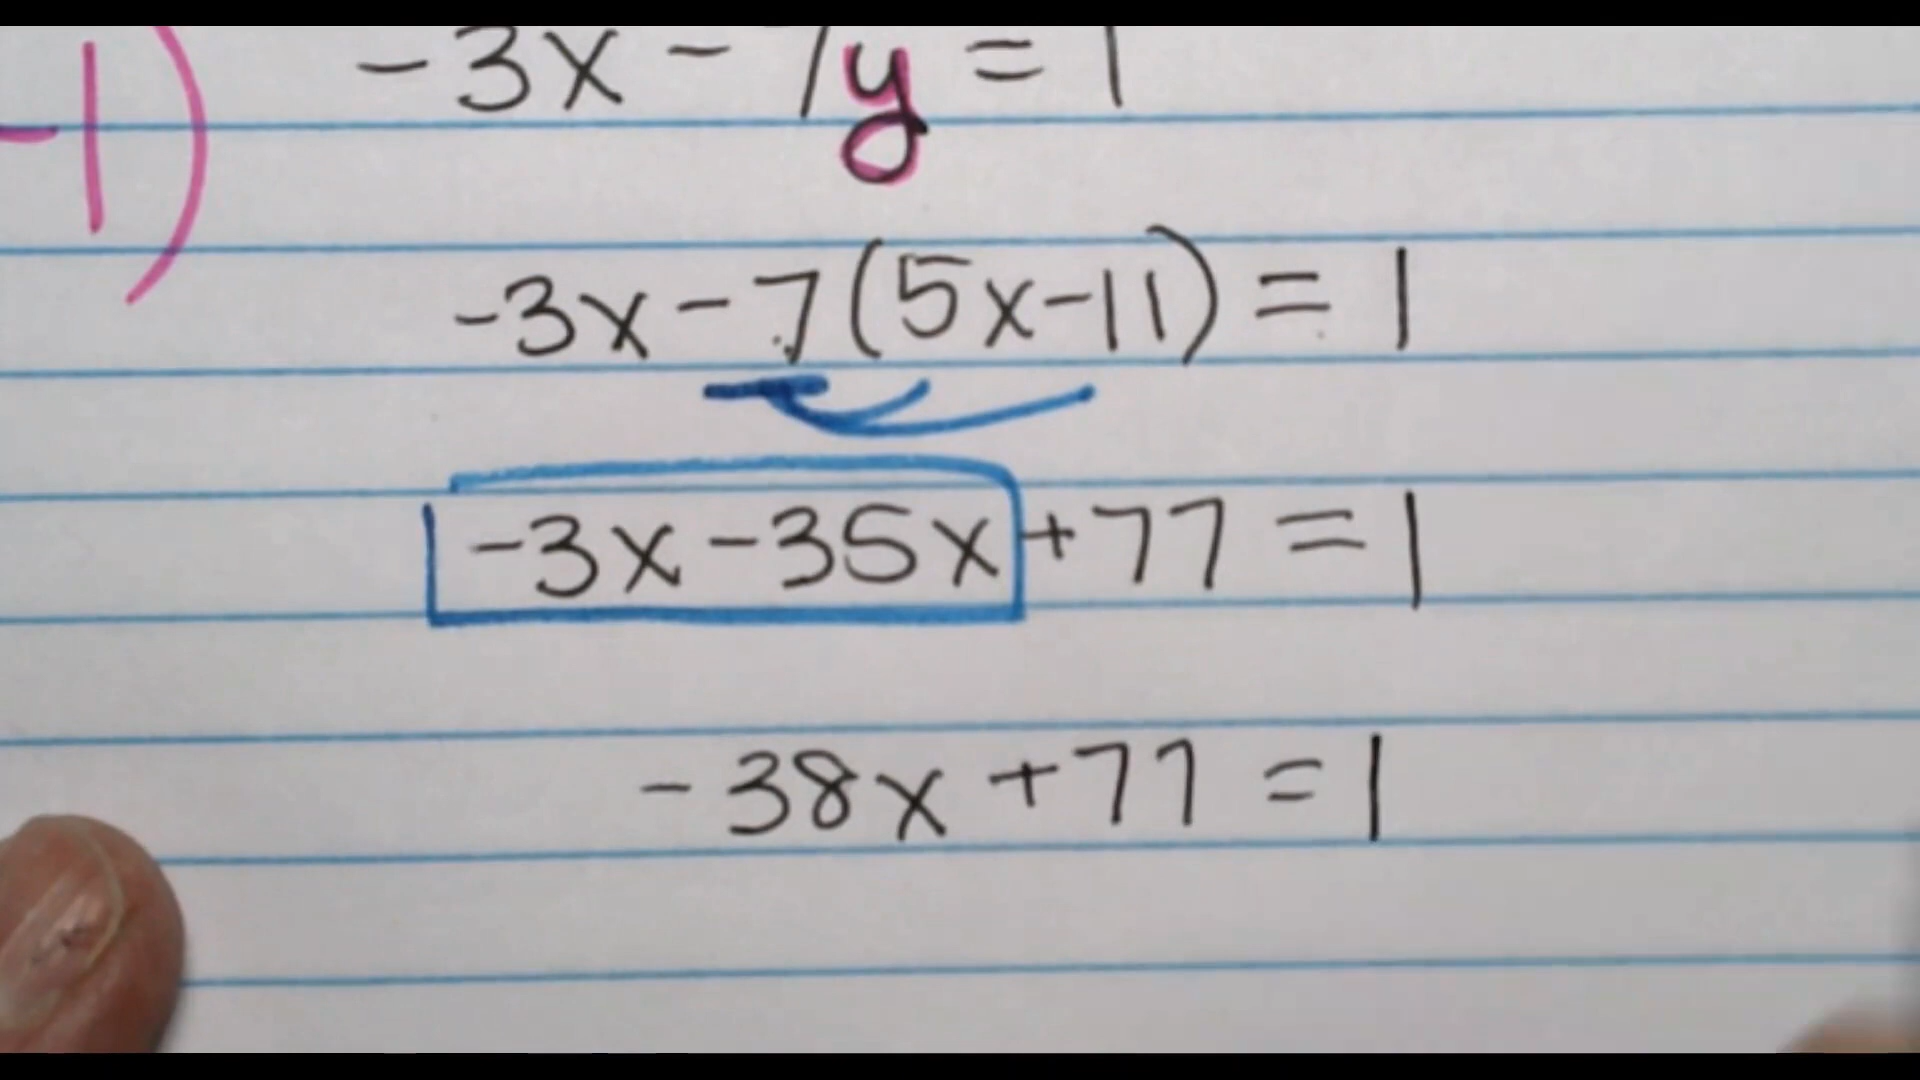 -3x - 7y = 1
-1)
-3x - 7(5x-11) = 1
-3x - 35x + 77 = 1
-38x + 77 = 1